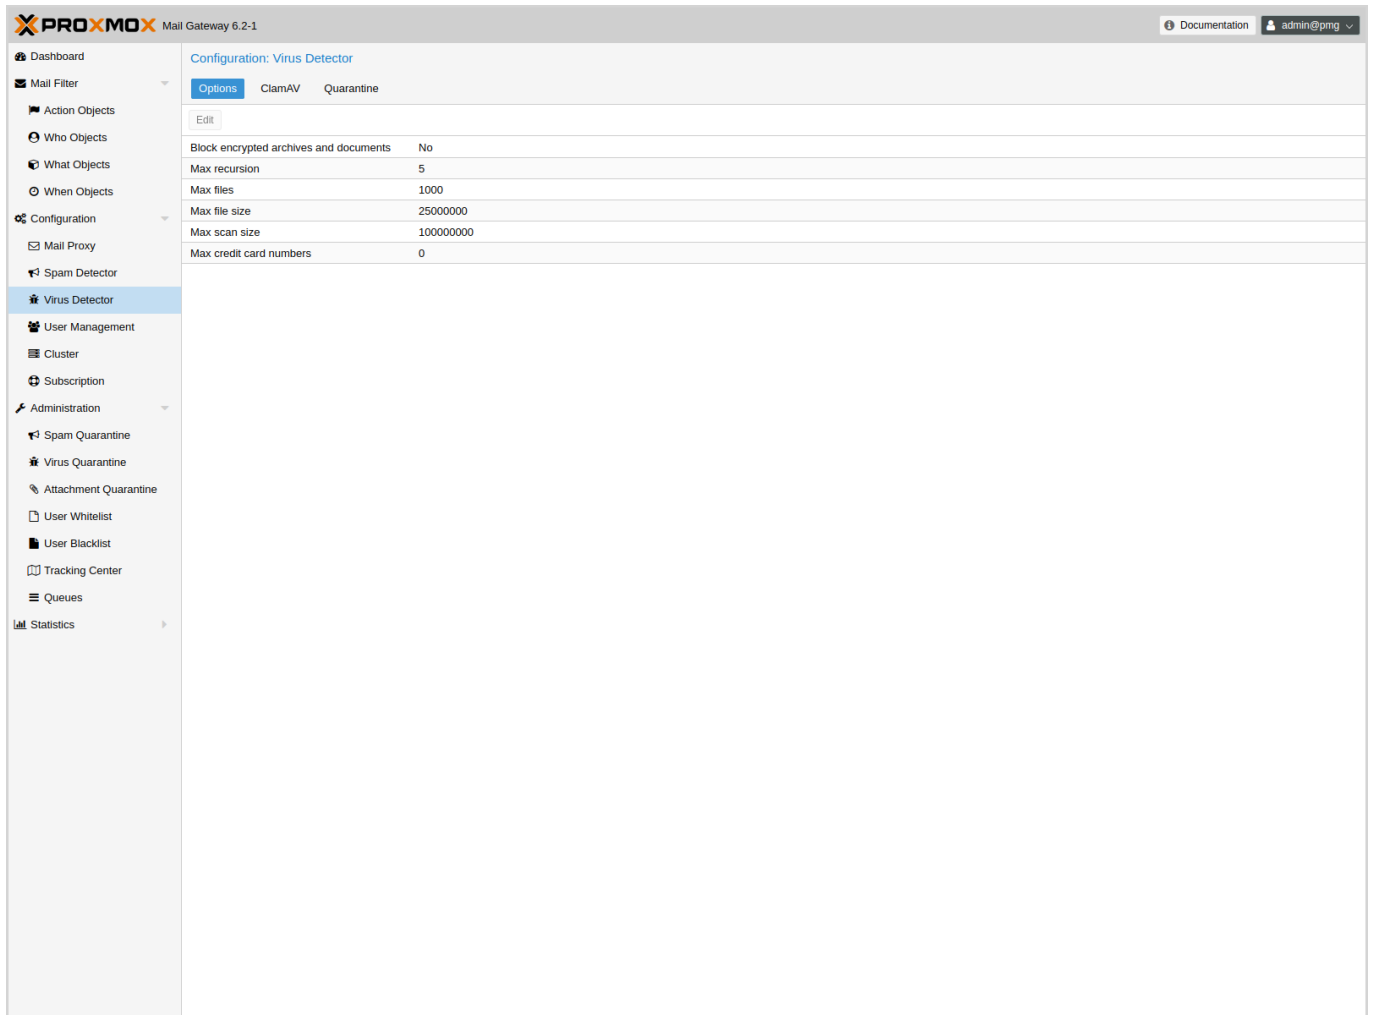 PROXMOX Mail Gateway 6.2-1 Documentation admin@pmg
Dashboard
Mail Filter
Action Objects
Who Objects
What Objects
When Objects
Configuration
Mail Proxy
Spam Detector
Virus Detector
User Management
Cluster
Subscription
Administration
Spam Quarantine
Virus Quarantine
Attachment Quarantine
User Whitelist
User Blacklist
Tracking Center
Queues
Statistics
Configuration: Virus Detector
Options ClamAV Quarantine
Edit
Block encrypted archives and documents No
Max recursion 5
Max files 1000
Max file size 25000000
Max scan size 100000000
Max credit card numbers 0